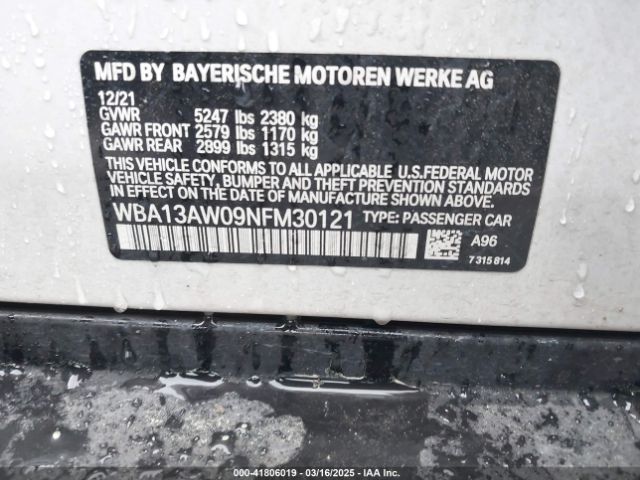 MFD BY BAYERISCHE MOTOREN WERKE AG
12/21
GVWR 5247 lbs 2380 kg
GAWR FRONT 2579 lbs 1170 kg
GAWR REAR 2899 lbs 1315 kg
THIS VEHICLE CONFORMS TO ALL APPLICABLE U.S.FEDERAL MOTOR
VEHICLE SAFETY, BUMPER, AND THEFT PREVENTION STANDARDS
IN EFFECT ON THE DATE OF MANUFACTURE SHOWN ABOVE.
WBA13AW09NFM30121 TYPE: PASSENGER CAR
A96
7 315 814
000-41806019 - 03/16/2025 - IAA Inc.